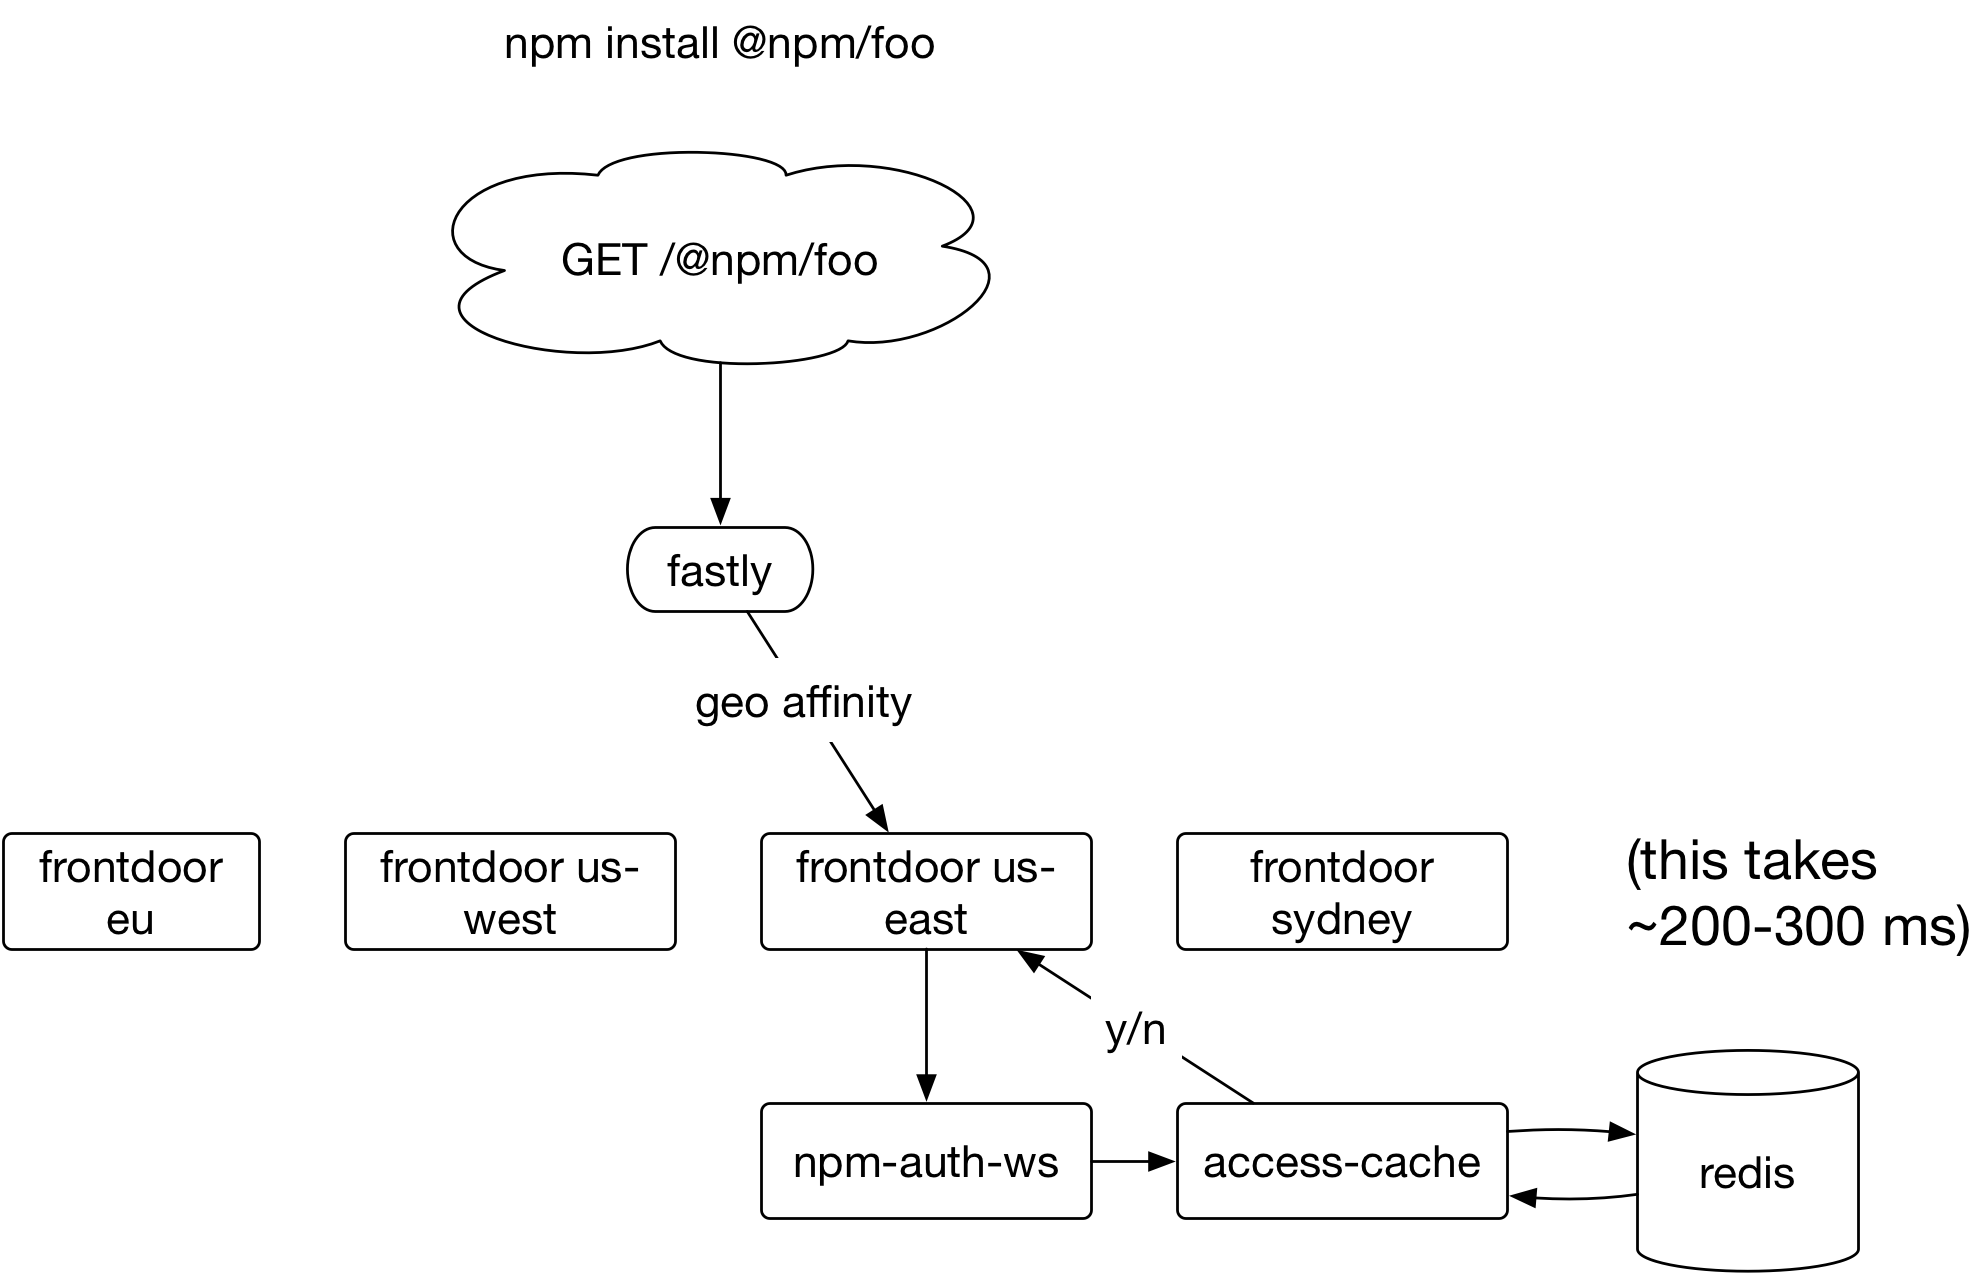 npm install @npm/foo
GET /@npm/foo
fastly
geo affinity
frontdoor
eu
frontdoor us-
west
frontdoor us-
east
frontdoor
sydney
(this takes
~200-300 ms)
y/n
npm-auth-ws
access-cache
redis